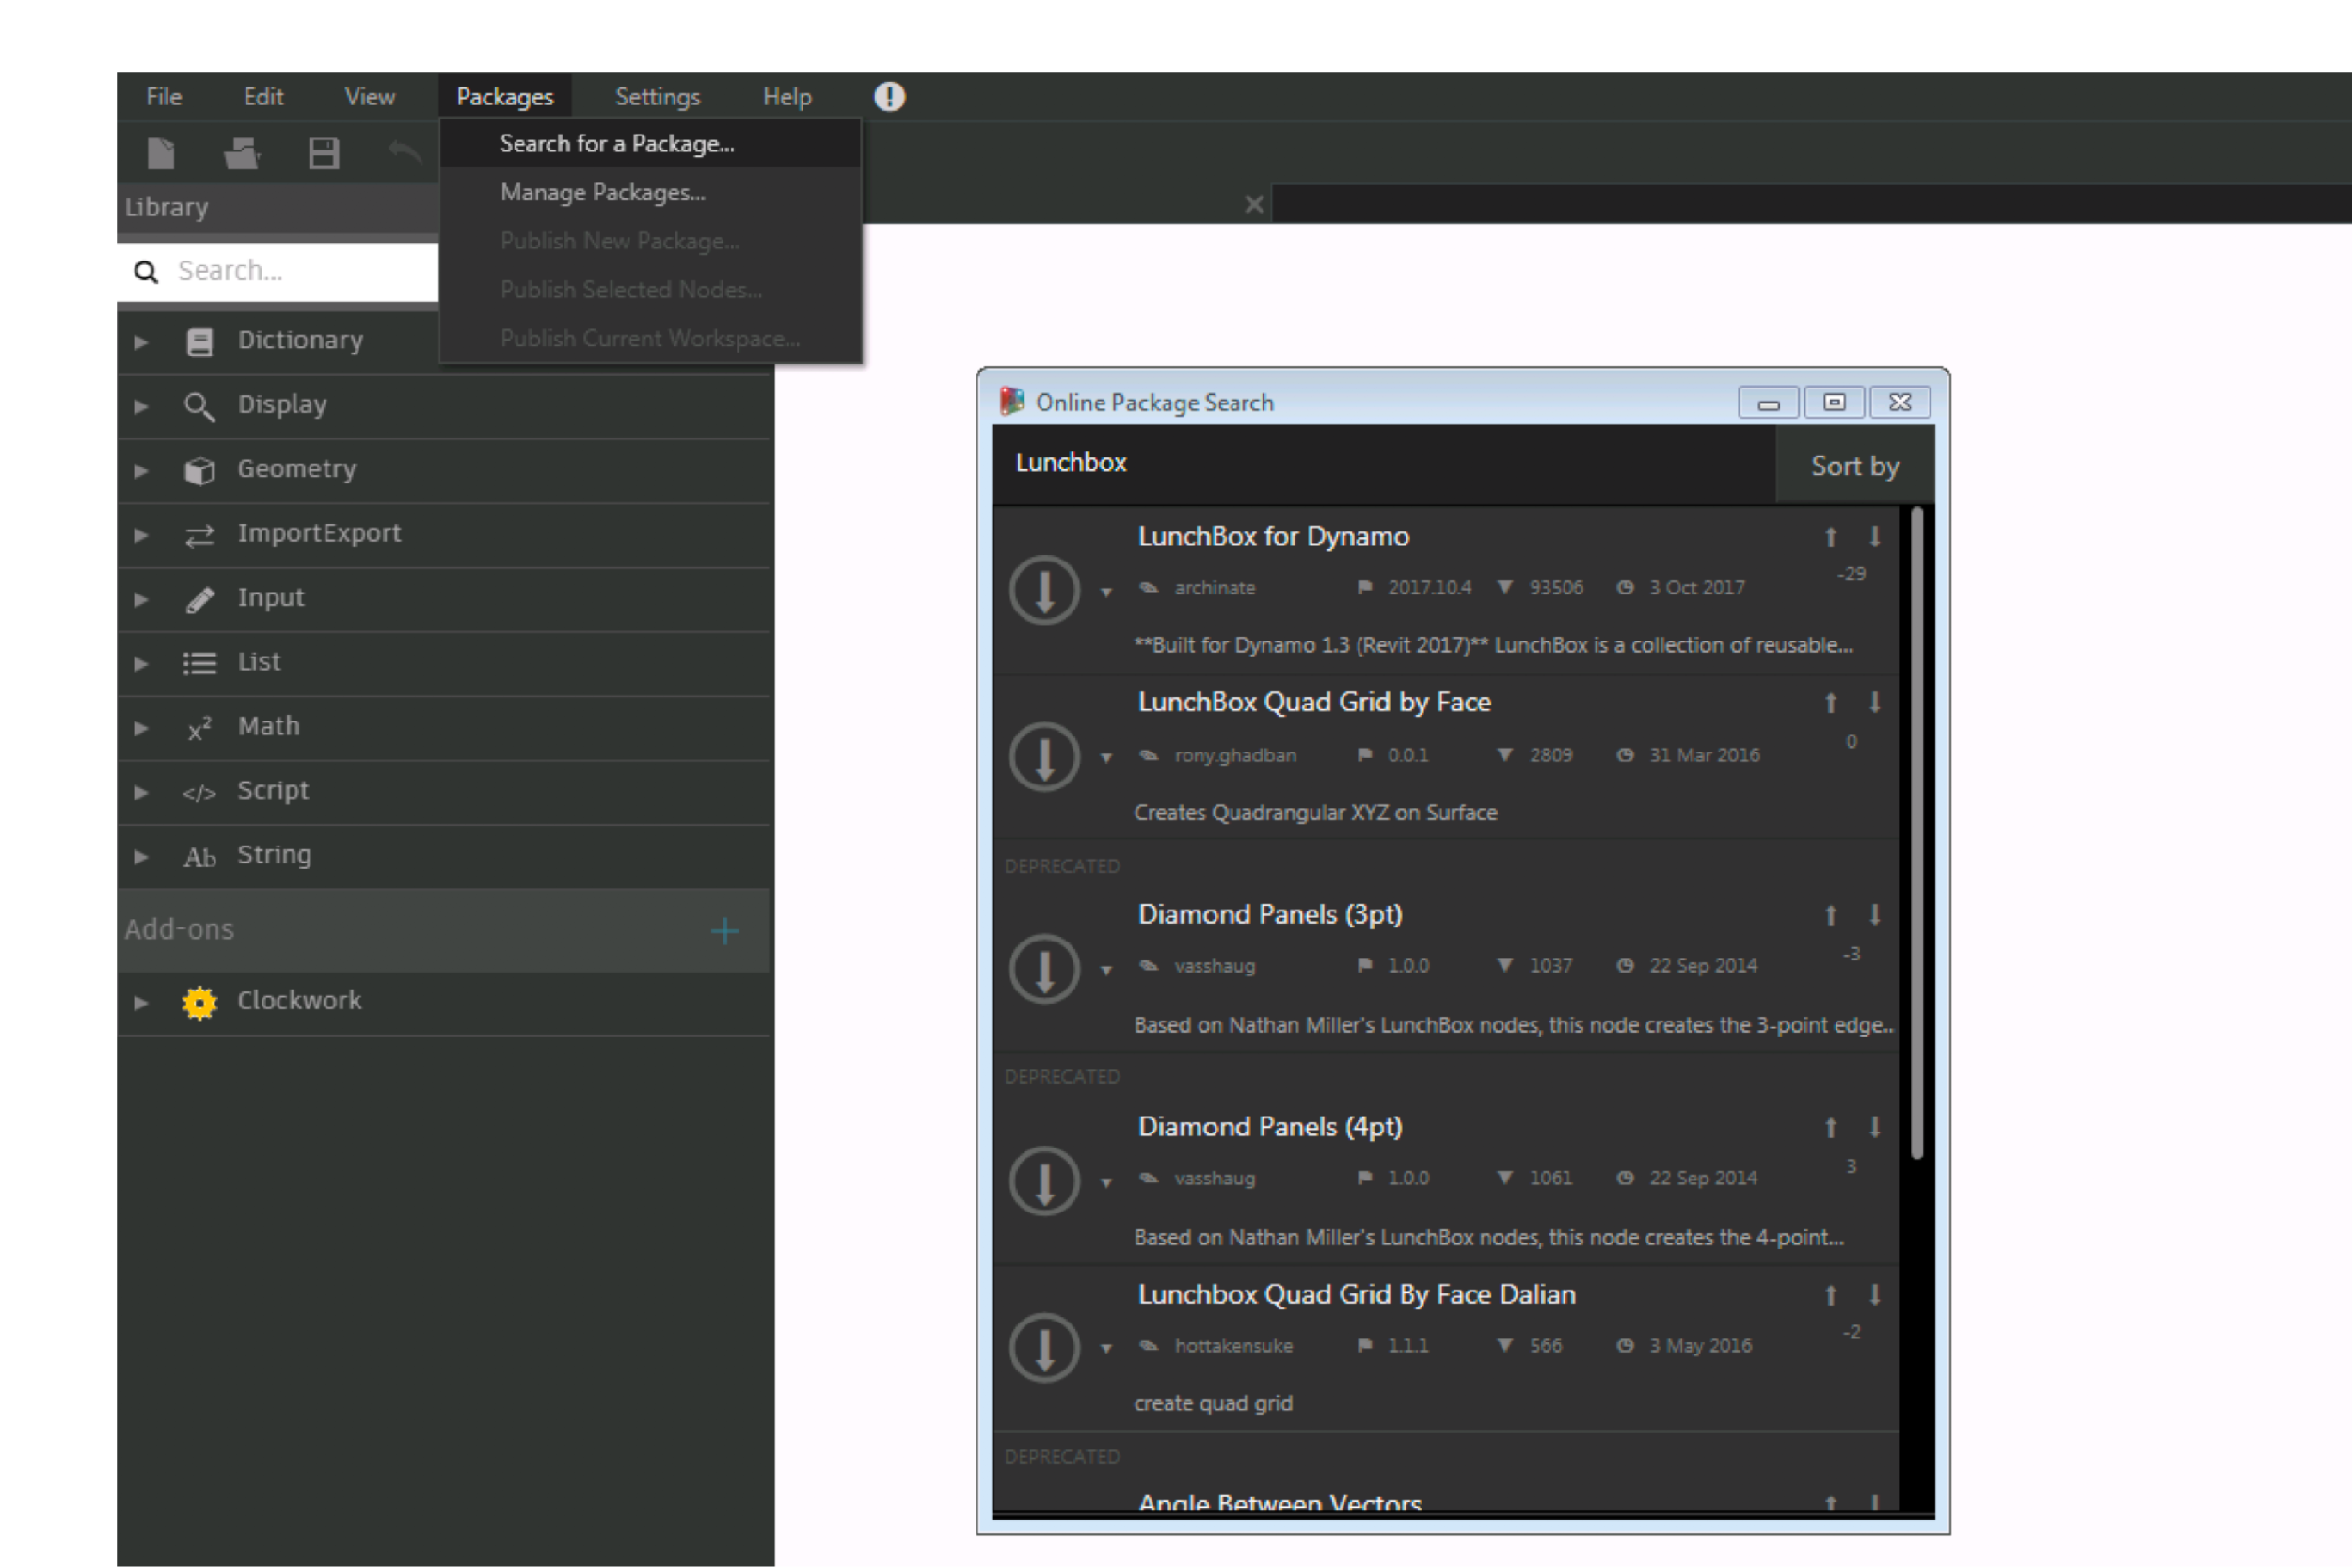 File Edit View Packages Settings Help
Search for a Package...
Manage Packages...
Publish New Package...
Publish Selected Nodes...
Publish Current Workspace...
Library
Search...
Dictionary
Display
Geometry
ImportExport
Input
List
x² Math
</> Script
Ab String
Add-ons +
Clockwork
Online Package Search
Lunchbox Sort by
LunchBox for Dynamo
archinate 2017.10.4 93506 3 Oct 2017 -29
**Built for Dynamo 1.3 (Revit 2017)** LunchBox is a collection of reusable...
LunchBox Quad Grid by Face
rony.ghadban 0.0.1 2809 31 Mar 2016 0
Creates Quadrangular XYZ on Surface
DEPRECATED
Diamond Panels (3pt)
vasshaug 1.0.0 1037 22 Sep 2014 -3
Based on Nathan Miller's LunchBox nodes, this node creates the 3-point edge..
DEPRECATED
Diamond Panels (4pt)
vasshaug 1.0.0 1061 22 Sep 2014 3
Based on Nathan Miller's LunchBox nodes, this node creates the 4-point...
Lunchbox Quad Grid By Face Dalian
hottakensuke 1.1.1 566 3 May 2016 -2
create quad grid
DEPRECATED
Angle Between Vectors